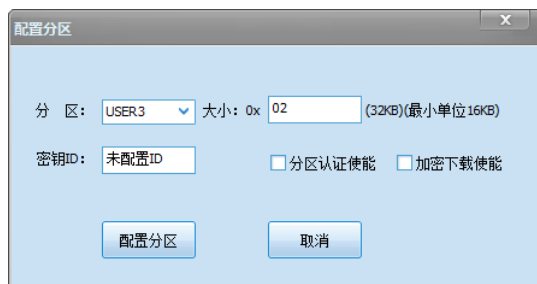 配置分区
X
分 区： USER3 大小：0x 02 (32KB)(最小单位16KB)
密钥ID： 未配置ID 分区认证使能 加密下载使能
配置分区 取消